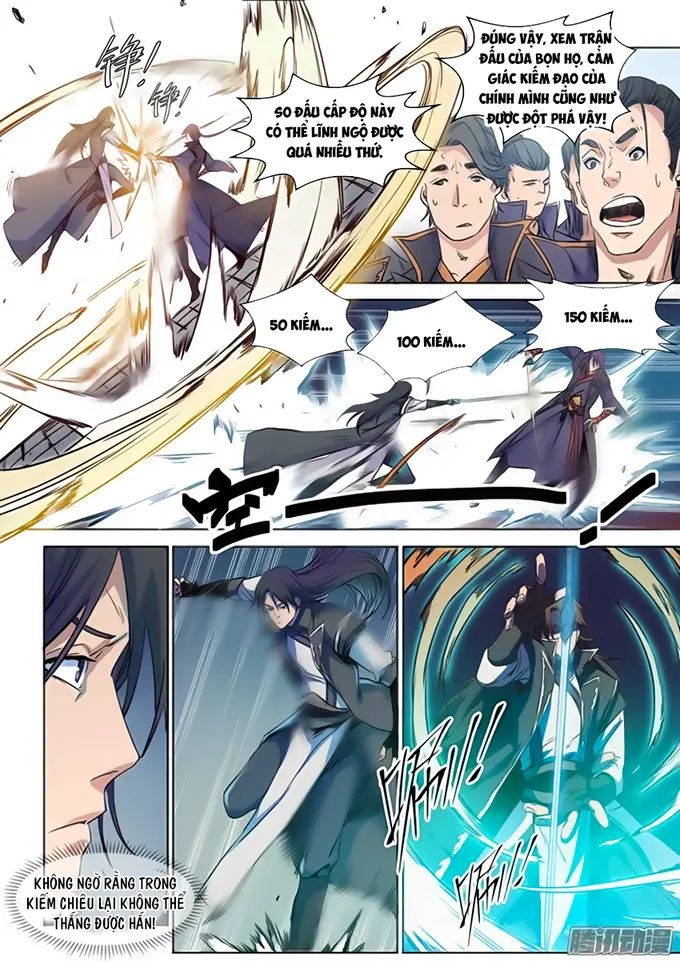 锵!
锵!
ĐÚNG VẬY, XEM TRẬN
ĐẤU CỦA BỌN HỌ, CẢM
GIÁC KIẾM ĐẠO CỦA
CHÍNH MÌNH CŨNG NHƯ
ĐƯỢC ĐỘT PHÁ VẬY!
SO ĐẤU CẤP ĐỘ NÀY
CÓ THỂ LĨNH NGỘ ĐƯỢC
QUÁ NHIỀU THỨ.
50 KIẾM...
100 KIẾM...
150 KIẾM...
空——!
KHÔNG NGỜ RẰNG TRONG
KIẾM CHIÊU LẠI KHÔNG THỂ
THẮNG ĐƯỢC HẮN!
腾讯动漫